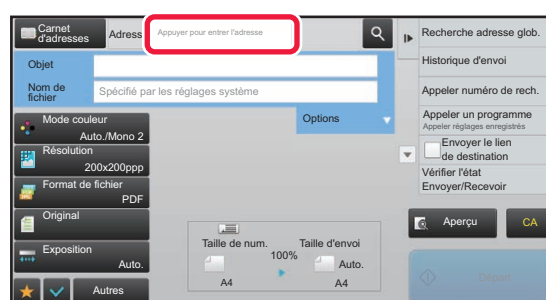 Carnet
d'adresses
Adress
Appuyer pour entrer l'adresse
Objet
Nom de
fichier
Spécifié par les réglages système
Options
Mode couleur
Auto./Mono 2
Résolution
200x200ppp
Format de fichier
PDF
Original
Exposition
Auto.
Autres
Taille de num.
Taille d'envoi
100%
Auto.
A4
A4
Recherche adresse glob.
Historique d'envoi
Appeler numéro de rech.
Appeler un programme
Appeler réglages enregistrés
Envoyer le lien
de destination
Vérifier l'état
Envoyer/Recevoir
Aperçu
CA
Départ